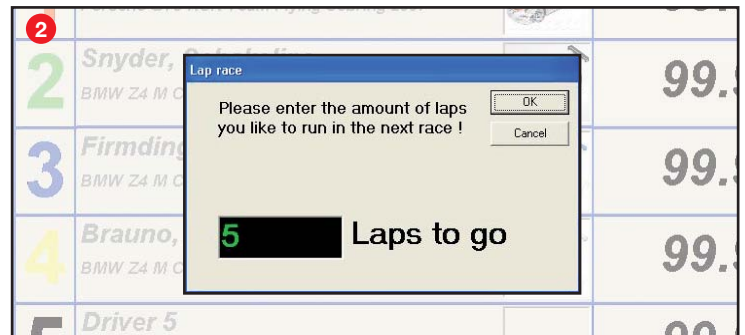 2
2
Snyder,
99.
BMW Z4 M C
Lap race
Please enter the amount of laps
you like to run in the next race !
OK
Cancel
3
Firmding
99.
BMW Z4 M C
5 Laps to go
4
Brauno,
99.
BMW Z4 M C
5
Driver 5